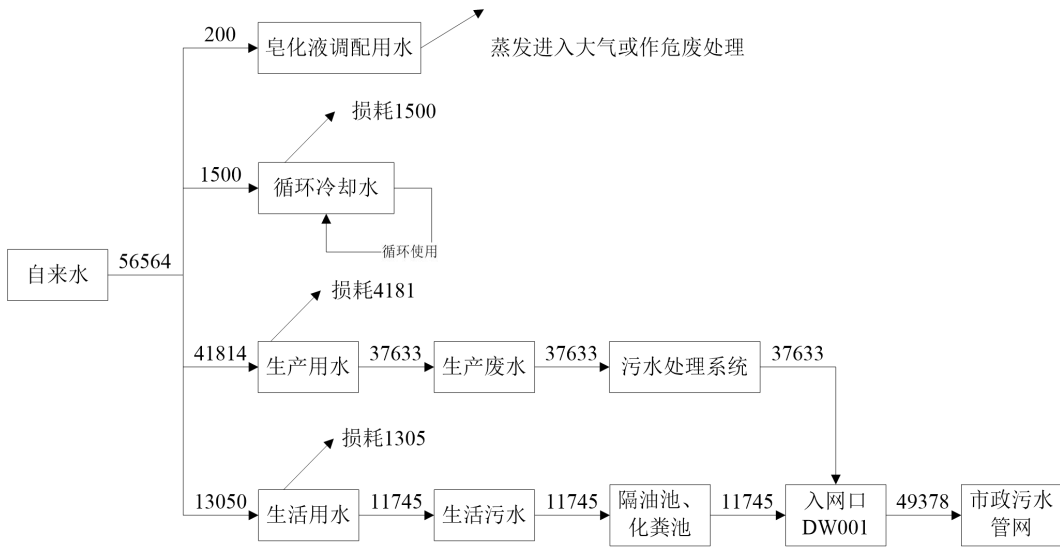 200
皂化液调配用水
蒸发进入大气或作危废处理
损耗1500
1500
循环冷却水
循环使用
自来水
56564
损耗4181
41814
生产用水
37633
生产废水
37633
污水处理系统
37633
损耗1305
13050
生活用水
11745
生活污水
11745
隔油池、
化粪池
11745
入网口
DW001
49378
市政污水
管网